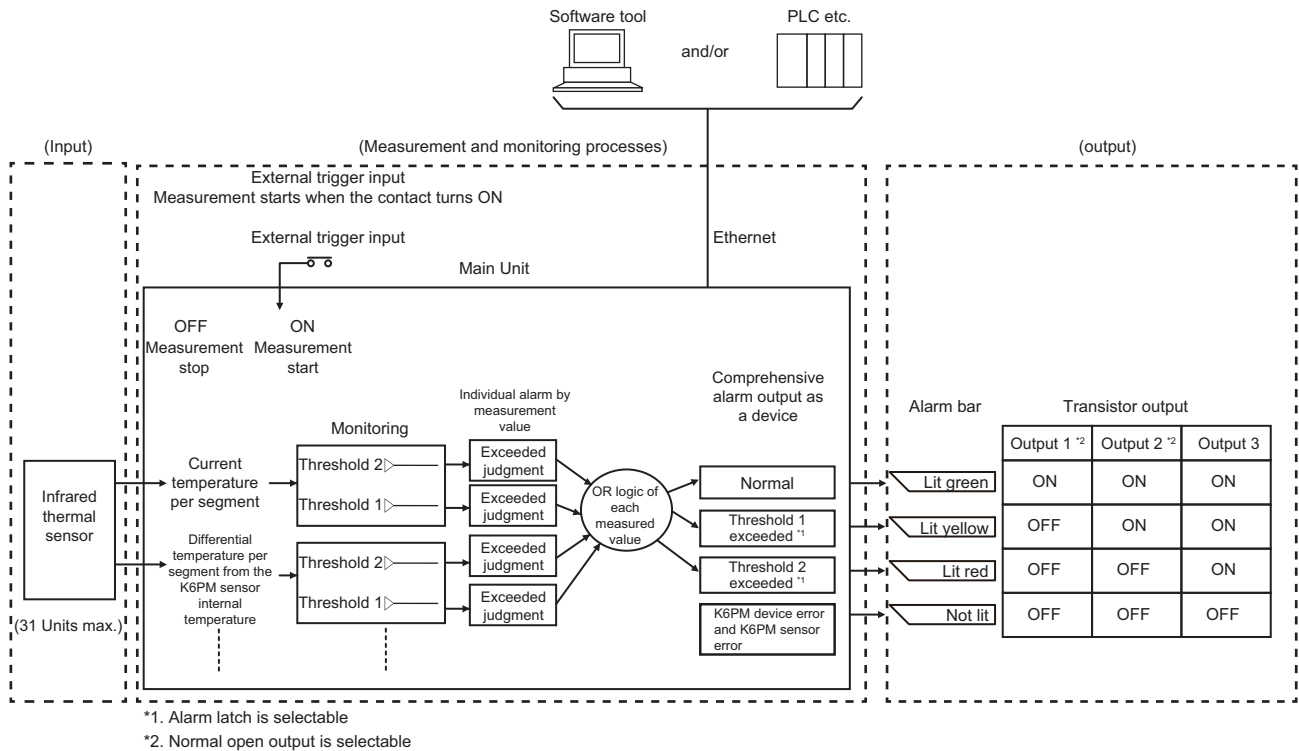 Software tool
PLC etc.
and/or
(Input)
(Measurement and monitoring processes)
(output)
External trigger input
Measurement starts when the contact turns ON
External trigger input
Ethernet
Main Unit
OFF
Measurement
stop
ON
Measurement
start
Infrared
thermal
sensor
(31 Units max.)
Current
temperature
per segment
Differential
temperature per
segment from the
K6PM sensor
internal
temperature
Monitoring
Threshold 2
Threshold 1
Threshold 2
Threshold 1
Individual alarm by
measurement
value
Exceeded
judgment
Exceeded
judgment
Exceeded
judgment
Exceeded
judgment
OR logic of
each
measured
value
Comprehensive
alarm output as
a device
Normal
Threshold 1
exceeded *1
Threshold 2
exceeded *1
K6PM device error
and K6PM sensor
error
Alarm bar
Lit green
Lit yellow
Lit red
Not lit
Transistor output
Output 1 *2 Output 2 *2 Output 3
ON ON ON
OFF ON ON
OFF OFF ON
OFF OFF OFF
*1. Alarm latch is selectable
*2. Normal open output is selectable